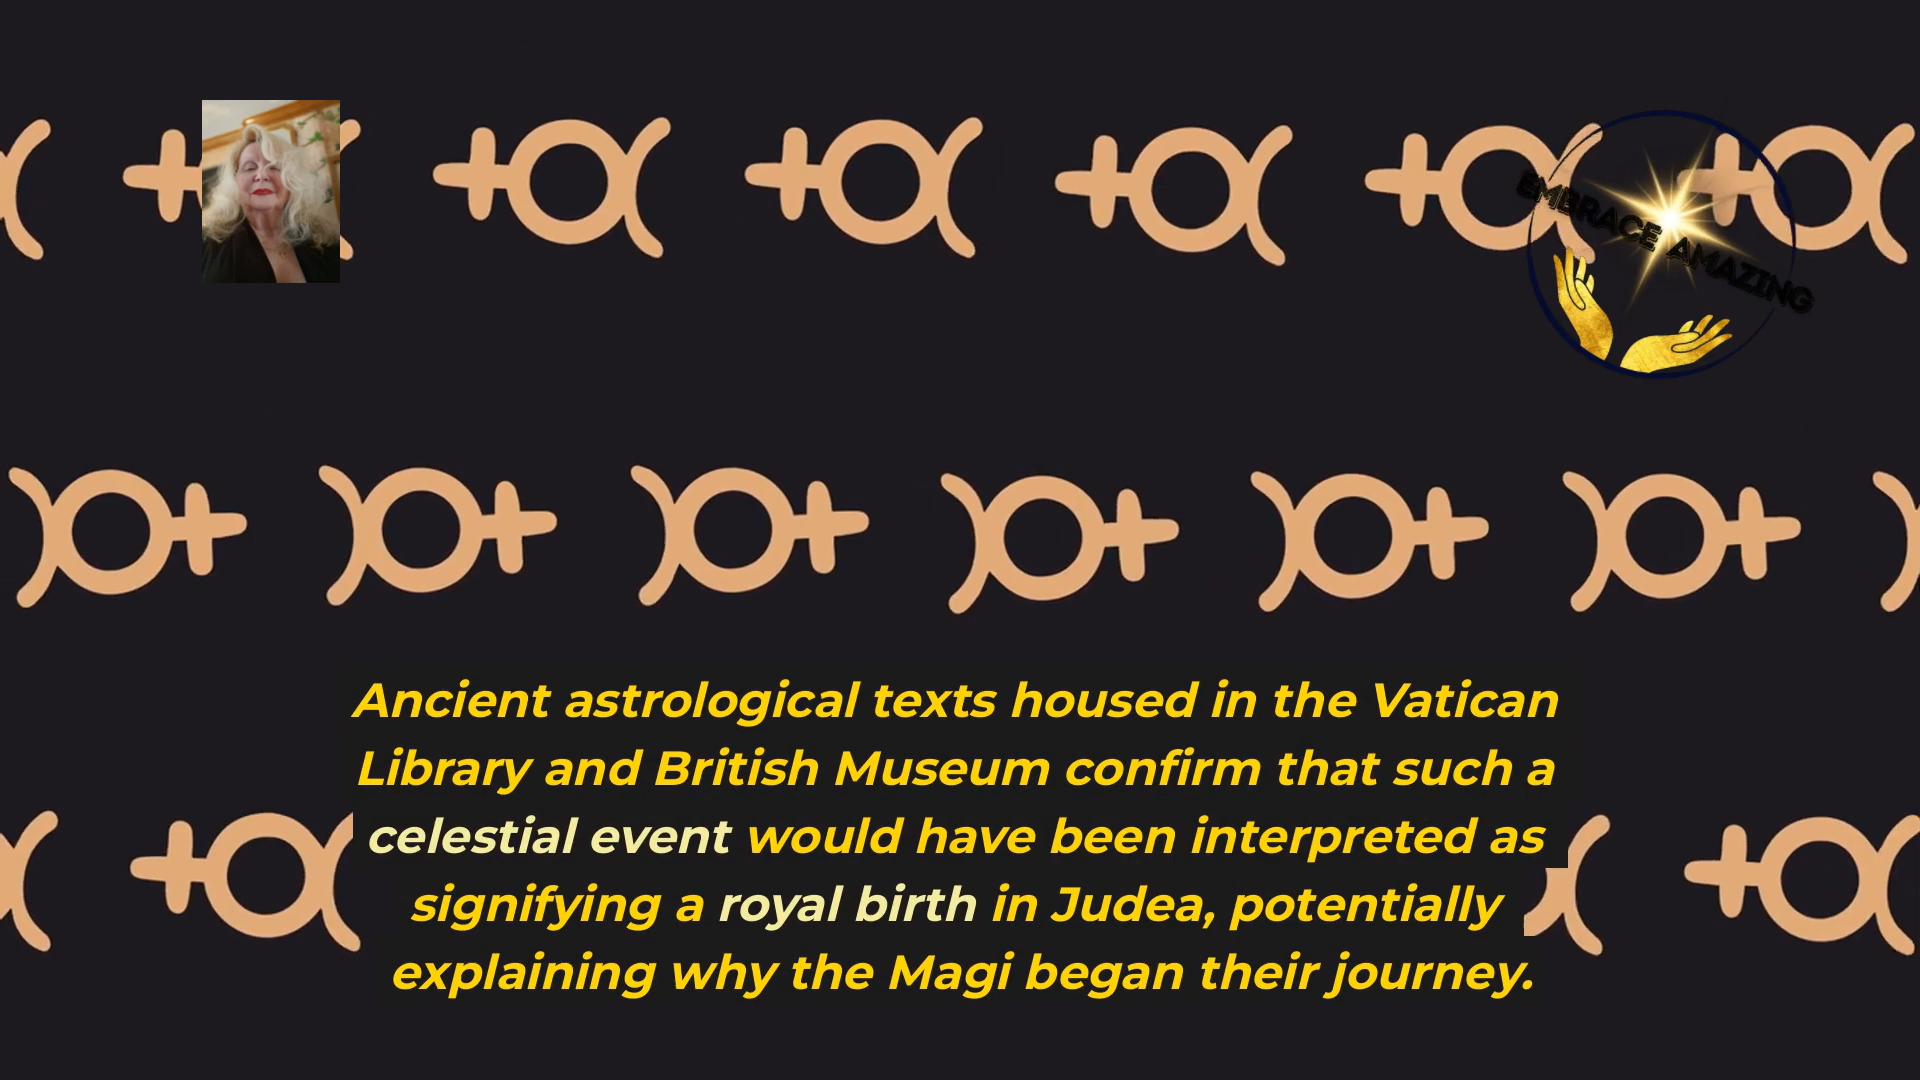 EMBRACE AMAZING
Ancient astrological texts housed in the Vatican
Library and British Museum confirm that such a
celestial event would have been interpreted as
signifying a royal birth in Judea, potentially
explaining why the Magi began their journey.